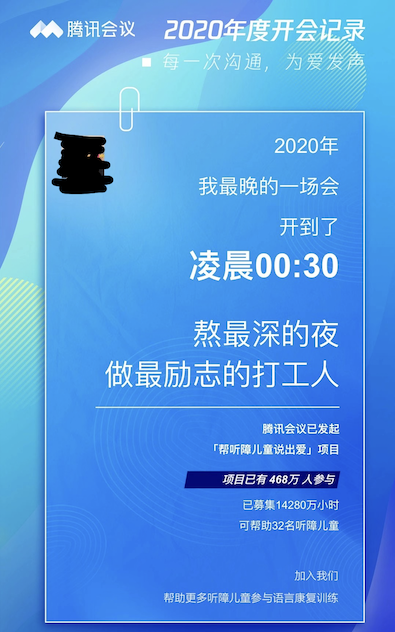 腾讯会议
2020年度开会记录
每一次沟通，为爱发声
2020年
我最晚的一场会
开到了
凌晨00:30
熬最深的夜
做最励志的打工人
腾讯会议已发起
「帮听障儿童说出爱」项目
项目已有 468万 人参与
已募集14280万小时
可帮助32名听障儿童
加入我们
帮助更多听障儿童参与语言康复训练